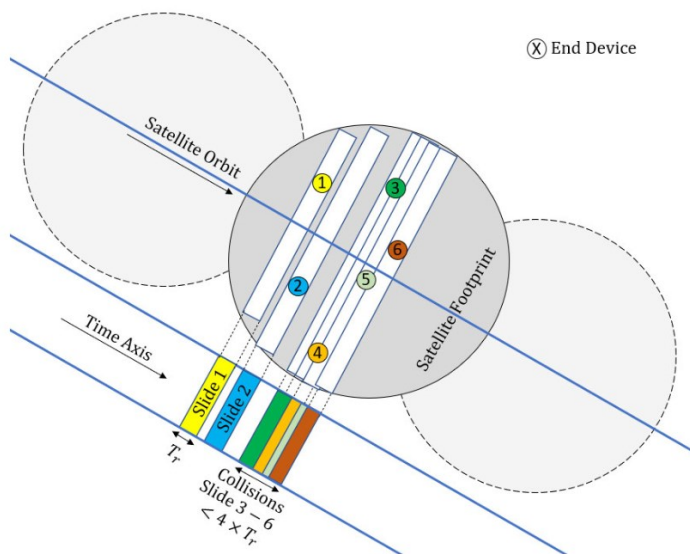 Ⓧ End Device
Satellite Orbit
1
3
2
6
5
4
Satellite Footprint
Time Axis
Slide 1
Slide 2
Tr
Collisions
Slide 3 − 6
< 4 × Tr